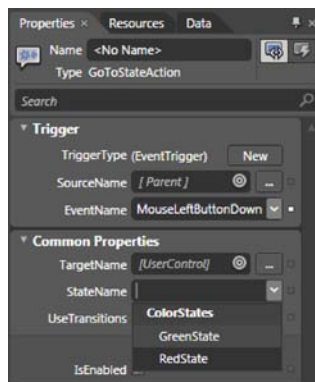 Properties × Resources Data
Name <No Name>
Type GoToStateAction
Search
Trigger
TriggerType (EventTrigger) New
SourceName [Parent] ...
EventName MouseLeftButtonDown
Common Properties
TargetName [UserControl] ...
StateName
ColorStates
UseTransitions
GreenState
RedState
IsEnabled